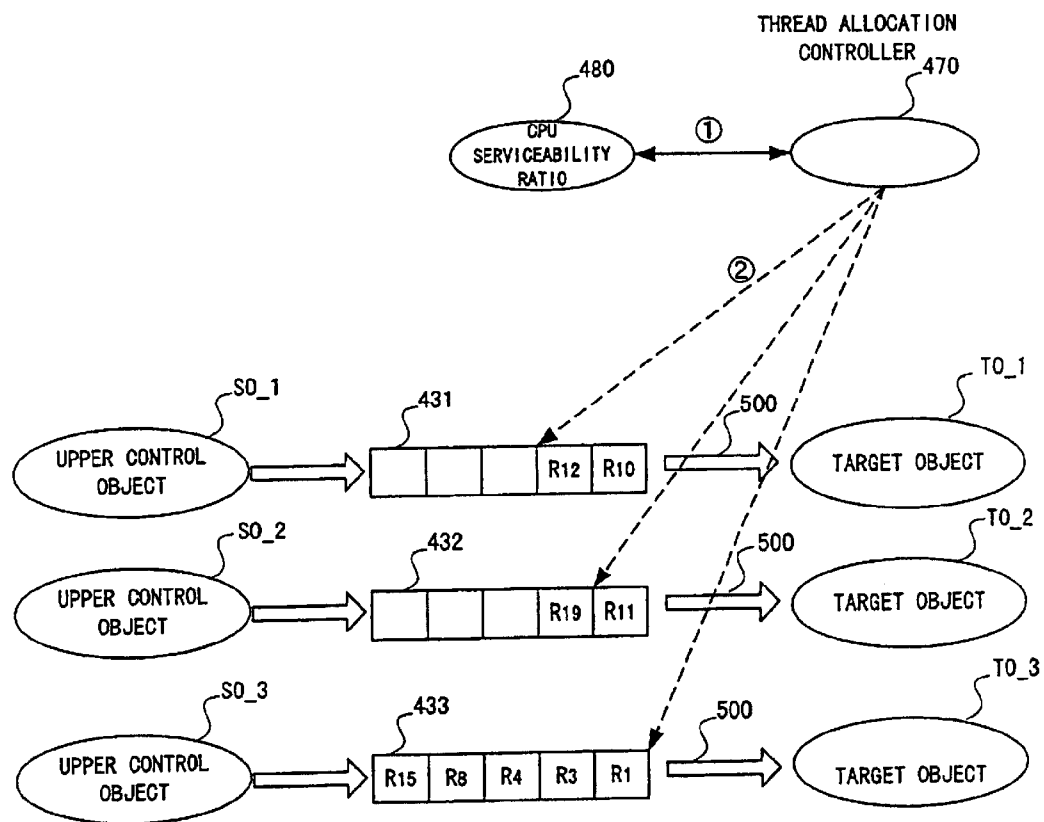 THREAD ALLOCATION
CONTROLLER
480
470
CPU
SERVICEABILITY
RATIO
①
②
SO_1
431
500
TO_1
UPPER CONTROL
OBJECT
R12 R10
TARGET OBJECT
SO_2
432
500
TO_2
UPPER CONTROL
OBJECT
R19 R11
TARGET OBJECT
SO_3
433
500
TO_3
UPPER CONTROL
OBJECT
R15 R8 R4 R3 R1
TARGET OBJECT